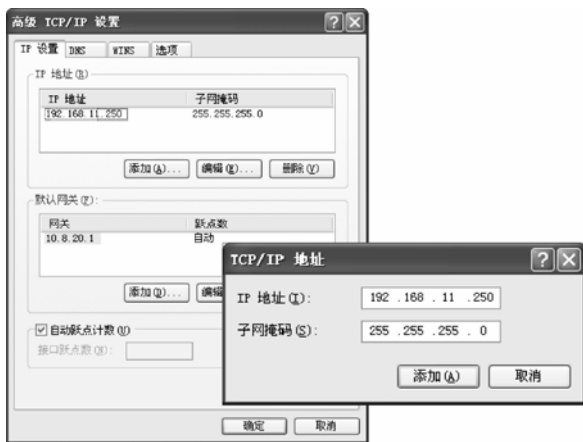 高级 TCP/IP 设置
IP 设置 DNS WINS 选项
IP 地址(R)
IP 地址 子网掩码
192.168.11.250 255.255.255.0
添加(A)... 编辑(E)... 删除(V)
默认网关(F):
网关 跃点数
10.8.20.1 自动
添加(D)... 编辑
自动跃点计数(U)
接口跃点数(N):
确定 取消
TCP/IP 地址
IP 地址(I): 192 .168 . 11 .250
子网掩码(S): 255 .255 .255 . 0
添加(A) 取消